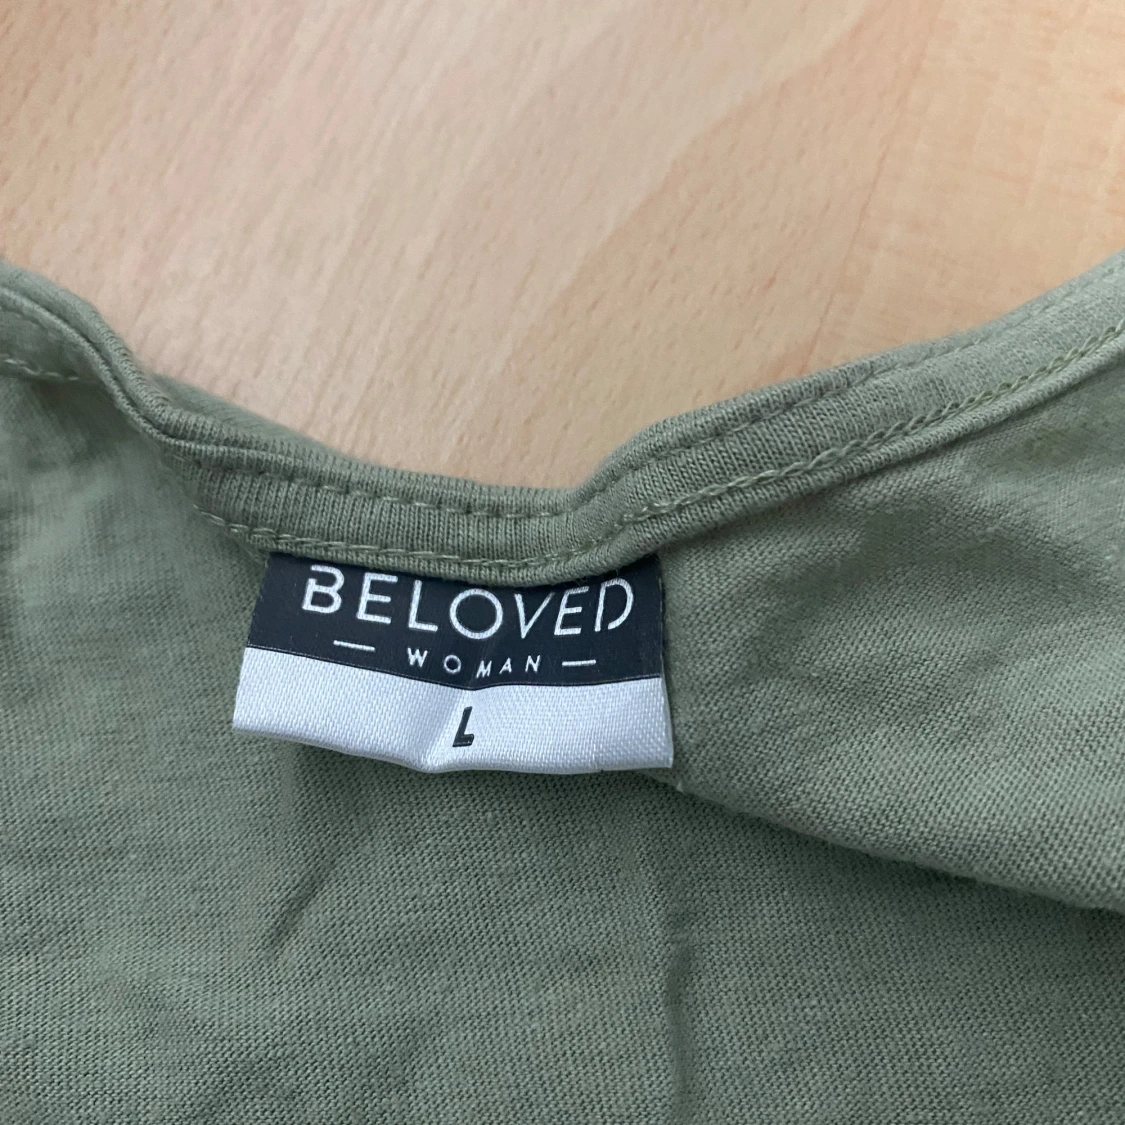 BELOVED
— WOMAN —
L